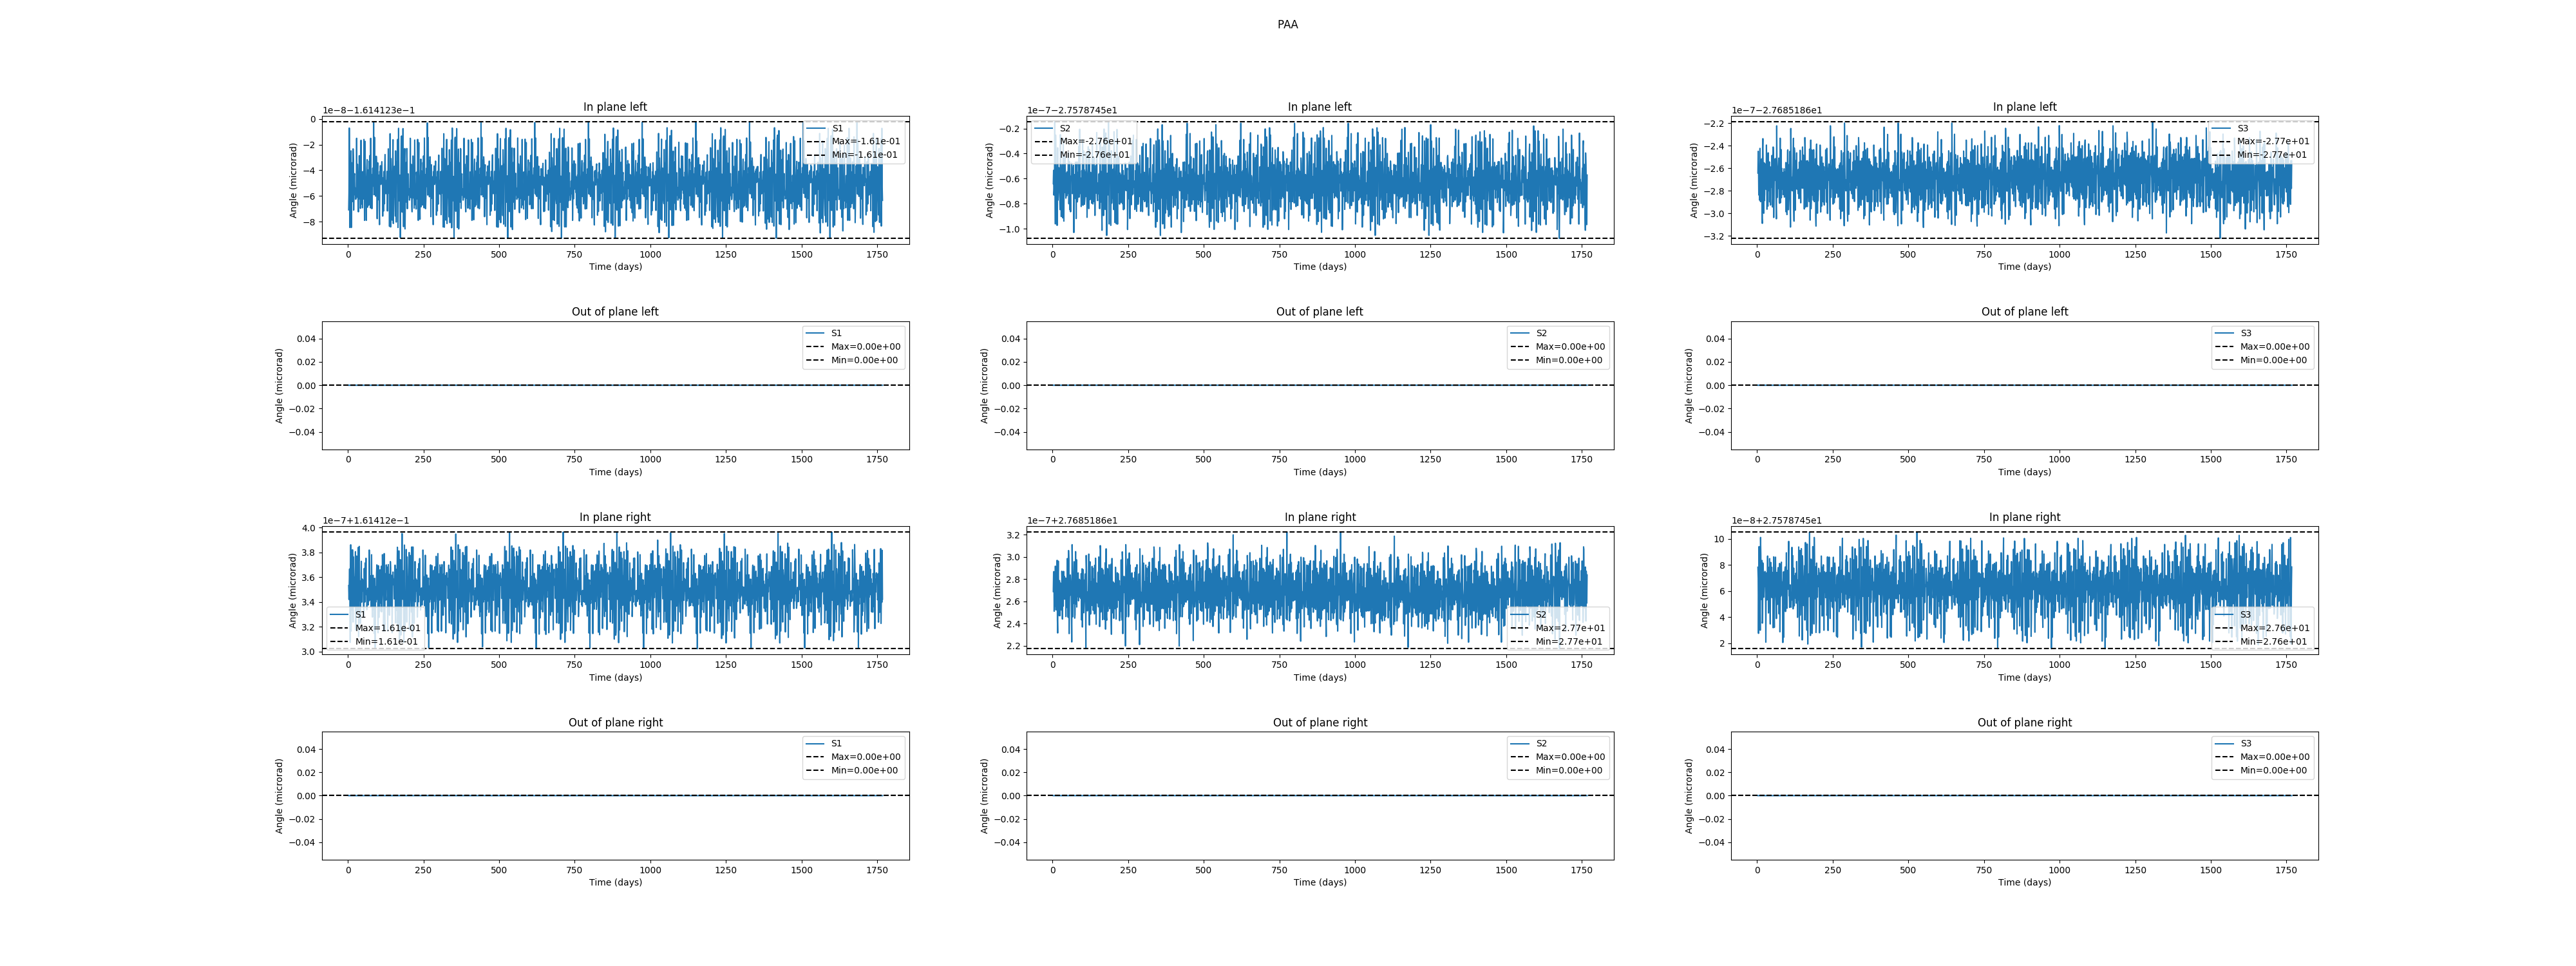 PAA
In plane left
1e−8−1.614123e−1
Angle (microrad)
0
−2
−4
−6
−8
S1
Max=-1.61e-01
Min=-1.61e-01
0 250 500 750 1000 1250 1500 1750
Time (days)
In plane left
1e−7−2.7578745e1
Angle (microrad)
−0.2
−0.4
−0.6
−0.8
−1.0
S2
Max=-2.76e+01
Min=-2.76e+01
0 250 500 750 1000 1250 1500 1750
Time (days)
In plane left
1e−7−2.7685186e1
Angle (microrad)
−2.2
−2.4
−2.6
−2.8
−3.0
−3.2
S3
Max=-2.77e+01
Min=-2.77e+01
0 250 500 750 1000 1250 1500 1750
Time (days)
Out of plane left
Angle (microrad)
0.04
0.02
0.00
−0.02
−0.04
S1
Max=0.00e+00
Min=0.00e+00
0 250 500 750 1000 1250 1500 1750
Time (days)
Out of plane left
Angle (microrad)
0.04
0.02
0.00
−0.02
−0.04
S2
Max=0.00e+00
Min=0.00e+00
0 250 500 750 1000 1250 1500 1750
Time (days)
Out of plane left
Angle (microrad)
0.04
0.02
0.00
−0.02
−0.04
S3
Max=0.00e+00
Min=0.00e+00
0 250 500 750 1000 1250 1500 1750
Time (days)
In plane right
1e−7+1.61412e−1
Angle (microrad)
4.0
3.8
3.6
3.4
3.2
3.0
S1
Max=1.61e-01
Min=1.61e-01
0 250 500 750 1000 1250 1500 1750
Time (days)
In plane right
1e−7+2.7685186e1
Angle (microrad)
3.2
3.0
2.8
2.6
2.4
2.2
S2
Max=2.77e+01
Min=2.77e+01
0 250 500 750 1000 1250 1500 1750
Time (days)
In plane right
1e−8+2.7578745e1
Angle (microrad)
10
8
6
4
2
S3
Max=2.76e+01
Min=2.76e+01
0 250 500 750 1000 1250 1500 1750
Time (days)
Out of plane right
Angle (microrad)
0.04
0.02
0.00
−0.02
−0.04
S1
Max=0.00e+00
Min=0.00e+00
0 250 500 750 1000 1250 1500 1750
Time (days)
Out of plane right
Angle (microrad)
0.04
0.02
0.00
−0.02
−0.04
S2
Max=0.00e+00
Min=0.00e+00
0 250 500 750 1000 1250 1500 1750
Time (days)
Out of plane right
Angle (microrad)
0.04
0.02
0.00
−0.02
−0.04
S3
Max=0.00e+00
Min=0.00e+00
0 250 500 750 1000 1250 1500 1750
Time (days)